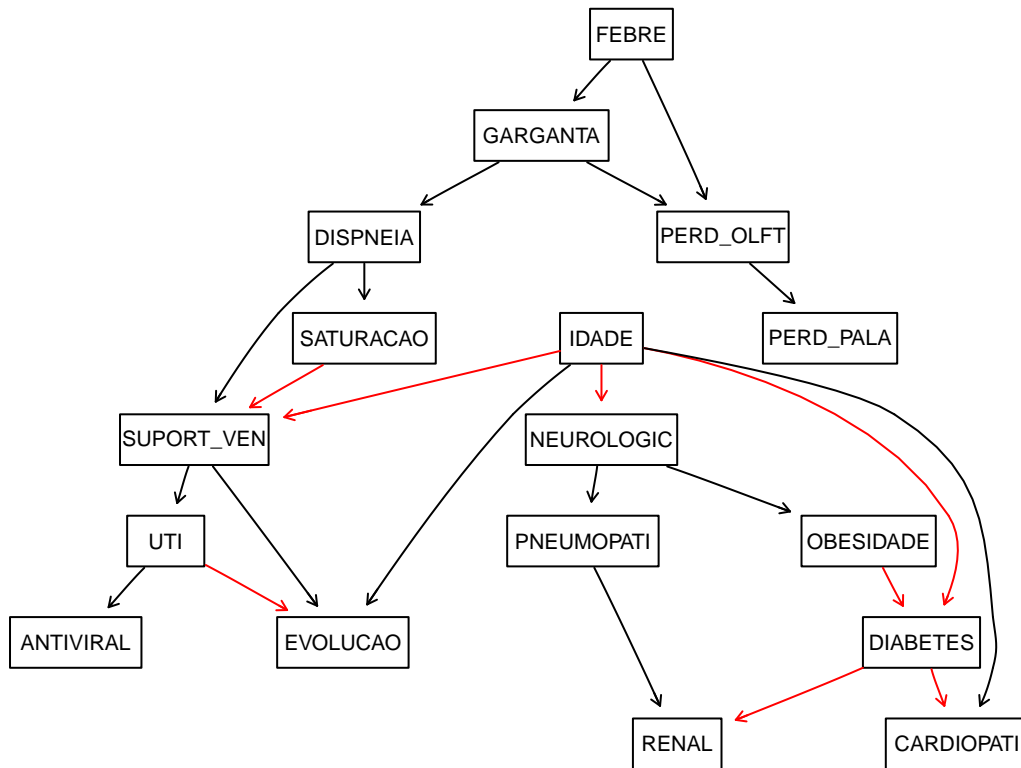 FEBRE
GARGANTA
DISPNEIA
PERD_OLFT
SATURACAO
IDADE
PERD_PALA
SUPORT_VEN
NEUROLOGIC
UTI
PNEUMOPATI
OBESIDADE
ANTIVIRAL
EVOLUCAO
DIABETES
RENAL
CARDIOPATI